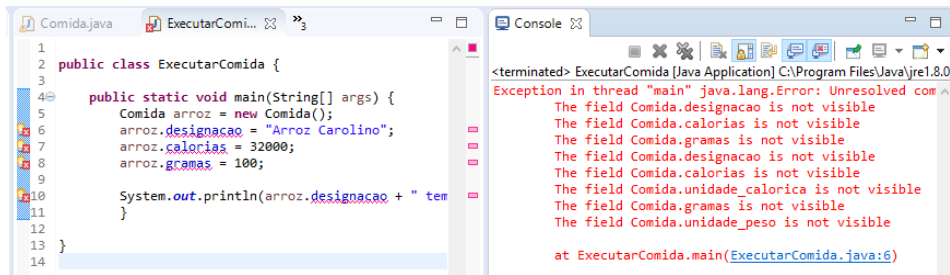 Comida.java ExecutarComi... »3
1
2 public class ExecutarComida {
3
4 public static void main(String[] args) {
5 Comida arroz = new Comida();
6 arroz.designacao = "Arroz Carolino";
7 arroz.calorias = 32000;
8 arroz.gramas = 100;
9
10 System.out.println(arroz.designacao + " tem
11 }
12
13 }
14
Console
<terminated> ExecutarComida [Java Application] C:\Program Files\Java\jre1.8.0
Exception in thread "main" java.lang.Error: Unresolved com
The field Comida.designacao is not visible
The field Comida.calorias is not visible
The field Comida.gramas is not visible
The field Comida.designacao is not visible
The field Comida.calorias is not visible
The field Comida.unidade_calorica is not visible
The field Comida.gramas is not visible
The field Comida.unidade_peso is not visible
at ExecutarComida.main(ExecutarComida.java:6)